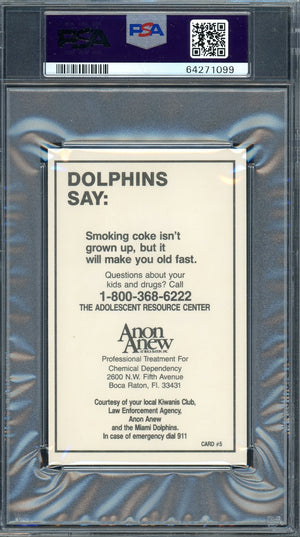 PSA
PSA
PSA
64271099
DOLPHINS
SAY:
Smoking coke isn't
grown up, but it
will make you old fast.
Questions about your
kids and drugs? Call
1-800-368-6222
THE ADOLESCENT RESOURCE CENTER
Anon
Anew
Professional Treatment For
Chemical Dependency
2600 N.W. Fifth Avenue
Boca Raton, Fl. 33431
Courtesy of your local Kiwanis Club,
Law Enforcement Agency,
Anon Anew
and the Miami Dolphins.
In case of emergency dial 911
CARD #5